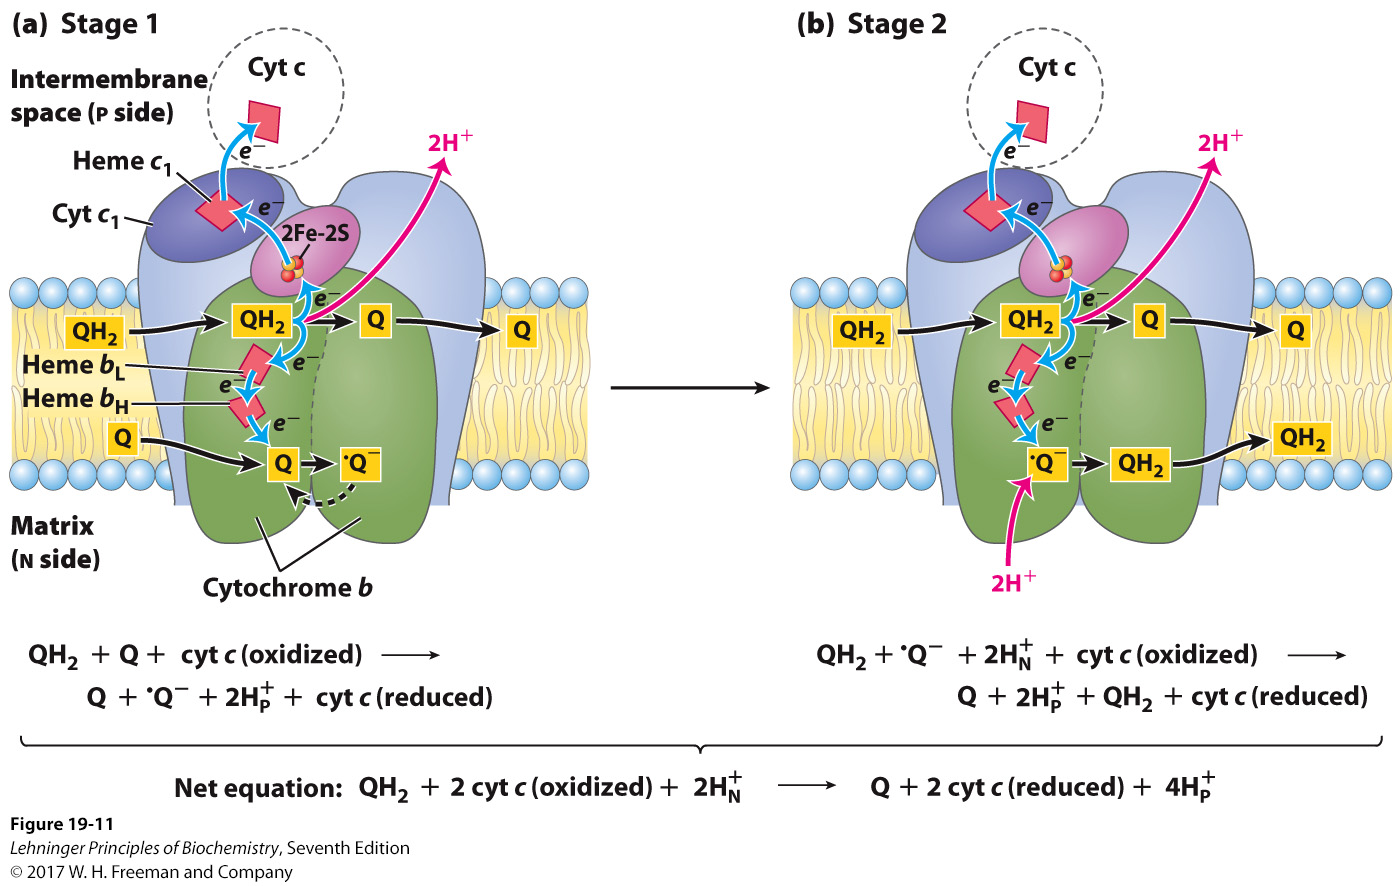 (a) Stage 1
Intermembrane
space (P side)
Cyt c
e⁻
2H⁺
Heme c₁
Cyt c₁
e⁻
2Fe-2S
e⁻
QH₂
QH₂
Q
Q
Heme bL
e⁻
e⁻
Heme bH
e⁻
Q
Q
•Q⁻
Matrix
(N side)
Cytochrome b
QH₂ + Q + cyt c (oxidized) ⟶
Q + •Q⁻ + 2H⁺P + cyt c (reduced)
(b) Stage 2
Cyt c
e⁻
2H⁺
e⁻
e⁻
QH₂
QH₂
Q
Q
e⁻
e⁻
e⁻
•Q⁻
QH₂
QH₂
2H⁺
QH₂ + •Q⁻ + 2H⁺N + cyt c (oxidized) ⟶
Q + 2H⁺P + QH₂ + cyt c (reduced)
Net equation: QH₂ + 2 cyt c (oxidized) + 2H⁺N ⟶ Q + 2 cyt c (reduced) + 4H⁺P
Figure 19-11
Lehninger Principles of Biochemistry, Seventh Edition
© 2017 W. H. Freeman and Company